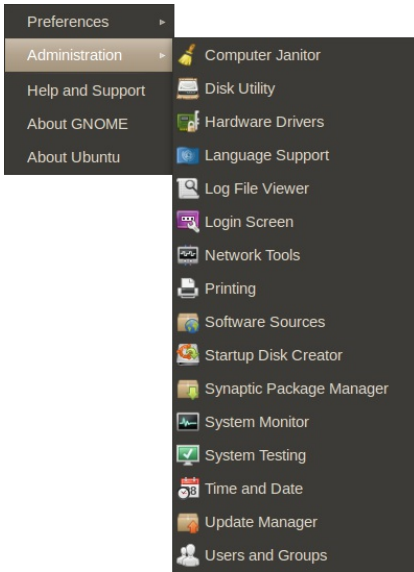 Preferences
Administration
Help and Support
About GNOME
About Ubuntu
Computer Janitor
Disk Utility
Hardware Drivers
Language Support
Log File Viewer
Login Screen
Network Tools
Printing
Software Sources
Startup Disk Creator
Synaptic Package Manager
System Monitor
System Testing
Time and Date
Update Manager
Users and Groups